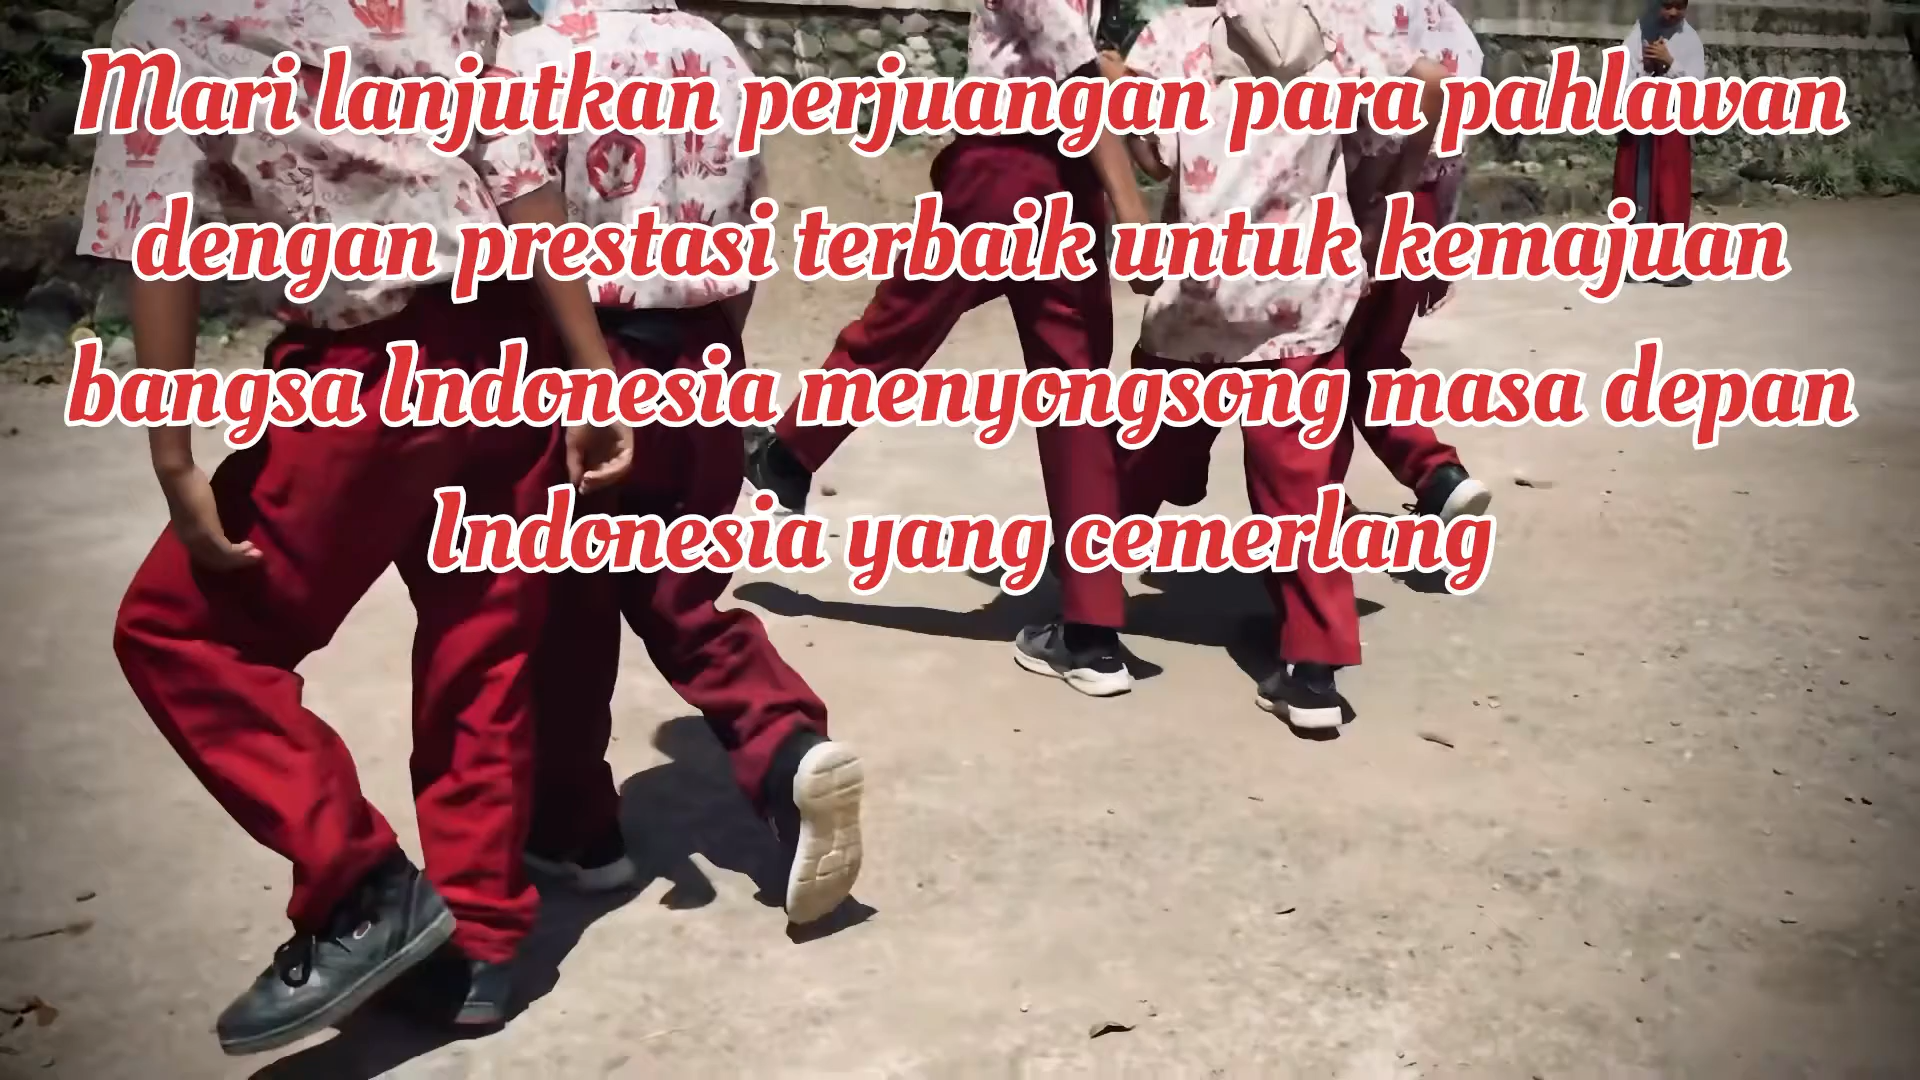 Mari lanjutkan perjuangan para pahlawan
dengan prestasi terbaik untuk kemajuan
bangsa Indonesia menyongsong masa depan
Indonesia yang cemerlang